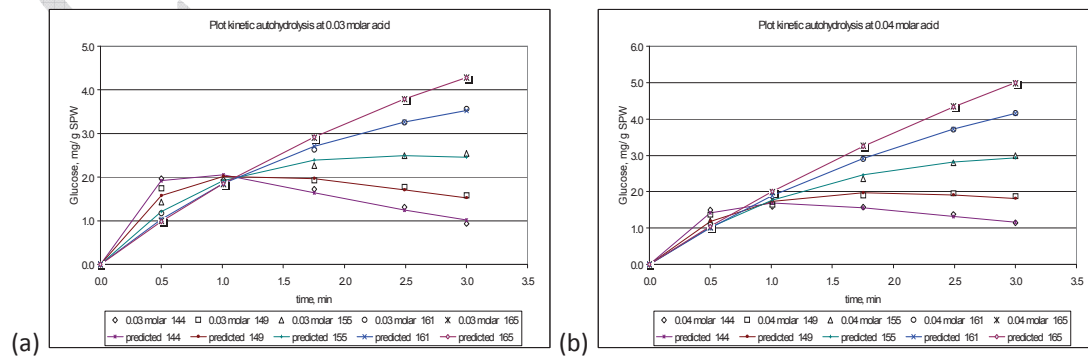 Plot kinetic autohydrolysis at 0.03 molar acid
5.0
4.0
3.0
2.0
1.0
0.0
Glucose, mg/ g SPW
0.0 0.5 1.0 1.5 2.0 2.5 3.0 3.5
time, min
0.03 molar 144 0.03 molar 149 0.03 molar 155 0.03 molar 161 0.03 molar 165
predicted 144 predicted 149 predicted 155 predicted 161 predicted 165
(a)
Plot kinetic autohydrolysis at 0.04 molar acid
6.0
5.0
4.0
3.0
2.0
1.0
0.0
Glucose, mg/ g SPW
0.0 0.5 1.0 1.5 2.0 2.5 3.0 3.5
time, min
0.04 molar 144 0.04 molar 149 0.04 molar 155 0.04 molar 161 0.04 molar 165
predicted 144 predicted 149 predicted 155 predicted 161 predicted 165
(b)